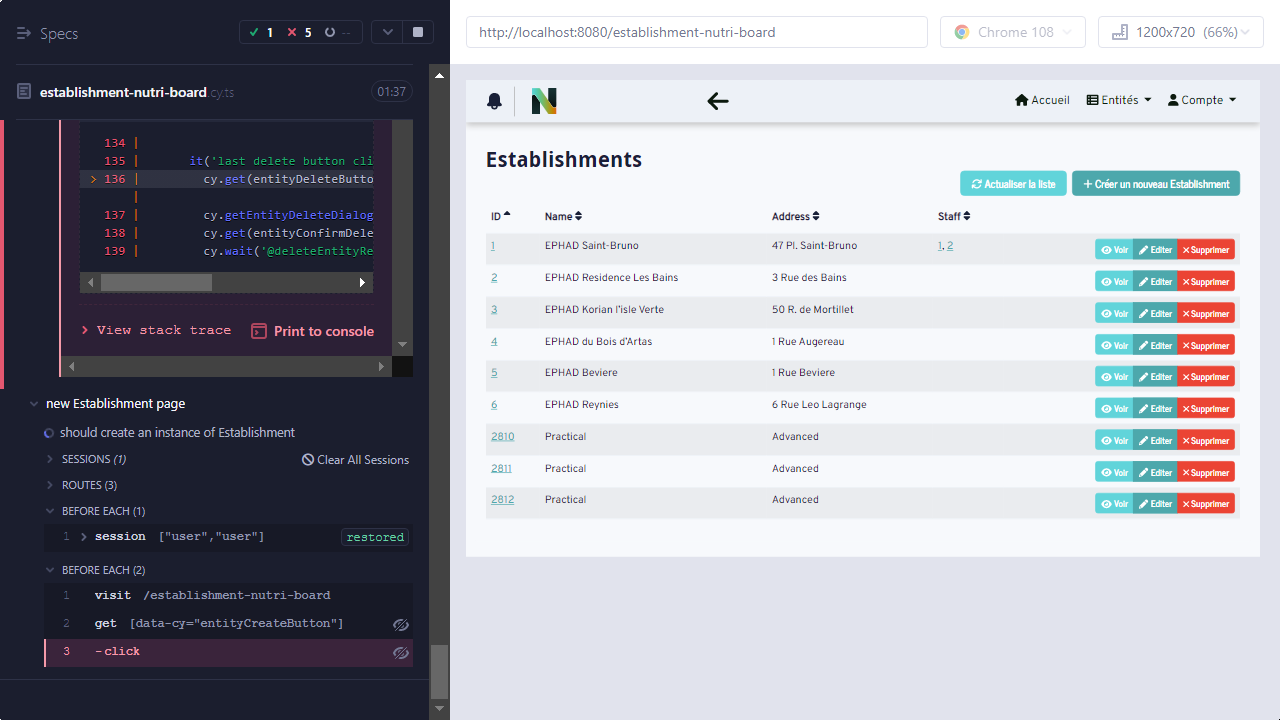 Specs
1
5
--
establishment-nutri-board.cy.ts
01:37
134 |
135 | it('last delete button cli
> 136 | cy.get(entityDeleteButto
|
137 | cy.getEntityDeleteDialog
138 | cy.get(entityConfirmDele
139 | cy.wait('@deleteEntityRe
> View stack trace
Print to console
new Establishment page
should create an instance of Establishment
SESSIONS (1)
Clear All Sessions
ROUTES (3)
BEFORE EACH (1)
1 session ["user","user"] restored
BEFORE EACH (2)
1 visit /establishment-nutri-board
2 get [data-cy="entityCreateButton"]
3 -click
http://localhost:8080/establishment-nutri-board
Chrome 108
1200x720 (66%)
N
Accueil
Entités
Compte
Establishments
Actualiser la liste
+ Créer un nouveau Establishment
ID Name Address Staff
1 EPHAD Saint-Bruno 47 Pl. Saint-Bruno 1, 2 Voir Editer Supprimer
2 EPHAD Residence Les Bains 3 Rue des Bains Voir Editer Supprimer
3 EPHAD Korian l'isle Verte 50 R. de Mortillet Voir Editer Supprimer
4 EPHAD du Bois d'Artas 1 Rue Augereau Voir Editer Supprimer
5 EPHAD Beviere 1 Rue Beviere Voir Editer Supprimer
6 EPHAD Reynies 6 Rue Leo Lagrange Voir Editer Supprimer
2810 Practical Advanced Voir Editer Supprimer
2811 Practical Advanced Voir Editer Supprimer
2812 Practical Advanced Voir Editer Supprimer